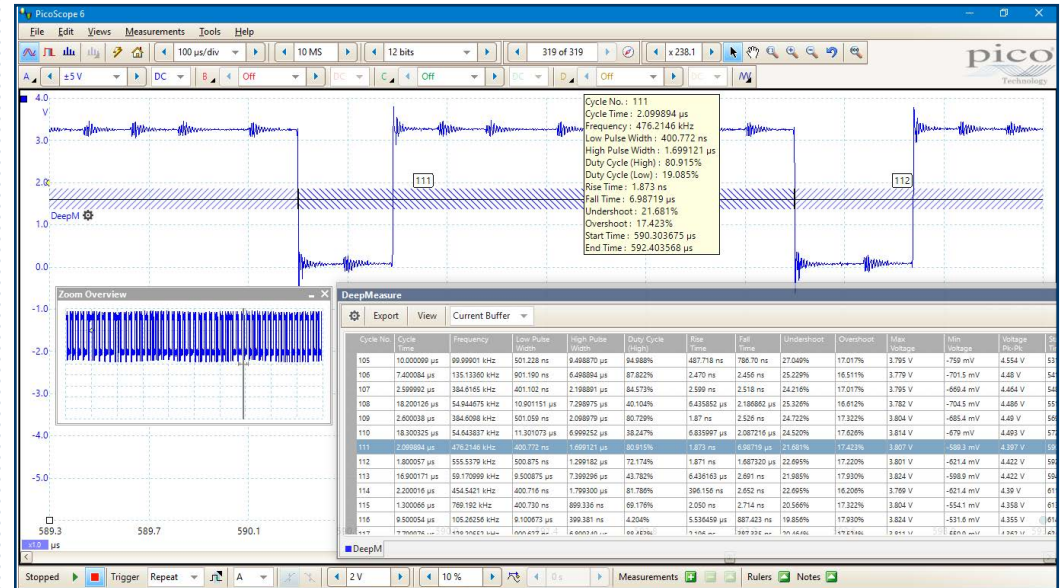 PicoScope 6
File Edit Views Measurements Tools Help
100 µs/div 10 MS 12 bits 319 of 319 x 238.1
pico
Technology
A ±5 V DC B Off DC C Off DC D Off DC
4.0
V
3.0
2.0
1.0
0.0
-1.0
-2.0
-3.0
-4.0
-5.0
DeepM
111
112
Cycle No. : 111
Cycle Time : 2.099894 µs
Frequency : 476.2146 kHz
Low Pulse Width : 400.772 ns
High Pulse Width : 1.699121 µs
Duty Cycle (High) : 80.915%
Duty Cycle (Low) : 19.085%
Rise Time : 1.873 ns
Fall Time : 6.98719 µs
Undershoot : 21.681%
Overshoot : 17.423%
Start Time : 590.303675 µs
End Time : 592.403568 µs
Zoom Overview
DeepMeasure
Export View Current Buffer
Cycle No. Cycle Time Frequency Low Pulse Width High Pulse Width Duty Cycle (High) Rise Time Fall Time Undershoot Overshoot Max Voltage Min Voltage Voltage Pk-Pk
105 10.000099 µs 99.99901 kHz 501.228 ns 9.498870 µs 94.988% 487.718 ns 786.70 ns 27.049% 17.017% 3.795 V -759 mV 4.554 V
106 7.400084 µs 135.13360 kHz 901.190 ns 6.498894 µs 87.822% 2.470 ns 2.456 ns 25.229% 16.511% 3.779 V -701.5 mV 4.48 V
107 2.599992 µs 384.6165 kHz 401.102 ns 2.198891 µs 84.573% 2.599 ns 2.518 ns 24.216% 17.017% 3.795 V -669.4 mV 4.464 V
108 18.200126 µs 54.944675 kHz 10.901151 µs 7.298975 µs 40.104% 6.435852 µs 2.186862 µs 25.326% 16.612% 3.782 V -704.5 mV 4.486 V
109 2.600038 µs 384.6098 kHz 501.059 ns 2.098979 µs 80.729% 1.87 ns 2.526 ns 24.722% 17.322% 3.804 V -685.4 mV 4.49 V
110 18.300325 µs 54.643837 kHz 11.301073 µs 6.999252 µs 38.247% 6.835997 µs 2.087216 µs 24.520% 17.626% 3.814 V -679 mV 4.493 V
111 2.099894 µs 476.2146 kHz 400.772 ns 1.699121 µs 80.915% 1.873 ns 6.98719 µs 21.681% 17.423% 3.807 V -589.3 mV 4.397 V
112 1.800057 µs 555.5379 kHz 500.875 ns 1.299182 µs 72.174% 1.871 ns 1.687320 µs 22.695% 17.220% 3.801 V -621.4 mV 4.422 V
113 16.900171 µs 59.170999 kHz 9.500875 µs 7.399296 µs 43.782% 6.436163 µs 2.691 ns 21.985% 17.930% 3.824 V -598.9 mV 4.422 V
114 2.200016 µs 454.5421 kHz 400.716 ns 1.799300 µs 81.786% 396.156 ns 2.652 ns 22.695% 16.206% 3.769 V -621.4 mV 4.39 V
115 1.300066 µs 769.192 kHz 400.730 ns 899.336 ns 69.176% 2.050 ns 2.714 ns 20.566% 17.322% 3.804 V -554.1 mV 4.358 V
116 9.500054 µs 105.26256 kHz 9.100673 µs 399.381 ns 4.204% 5.536459 µs 887.423 ns 19.856% 17.930% 3.824 V -531.6 mV 4.355 V
DeepM
589.3 589.7 590.1
x1.0 µs
Stopped Trigger Repeat A 2 V 10 % 0 s Measurements Rulers Notes